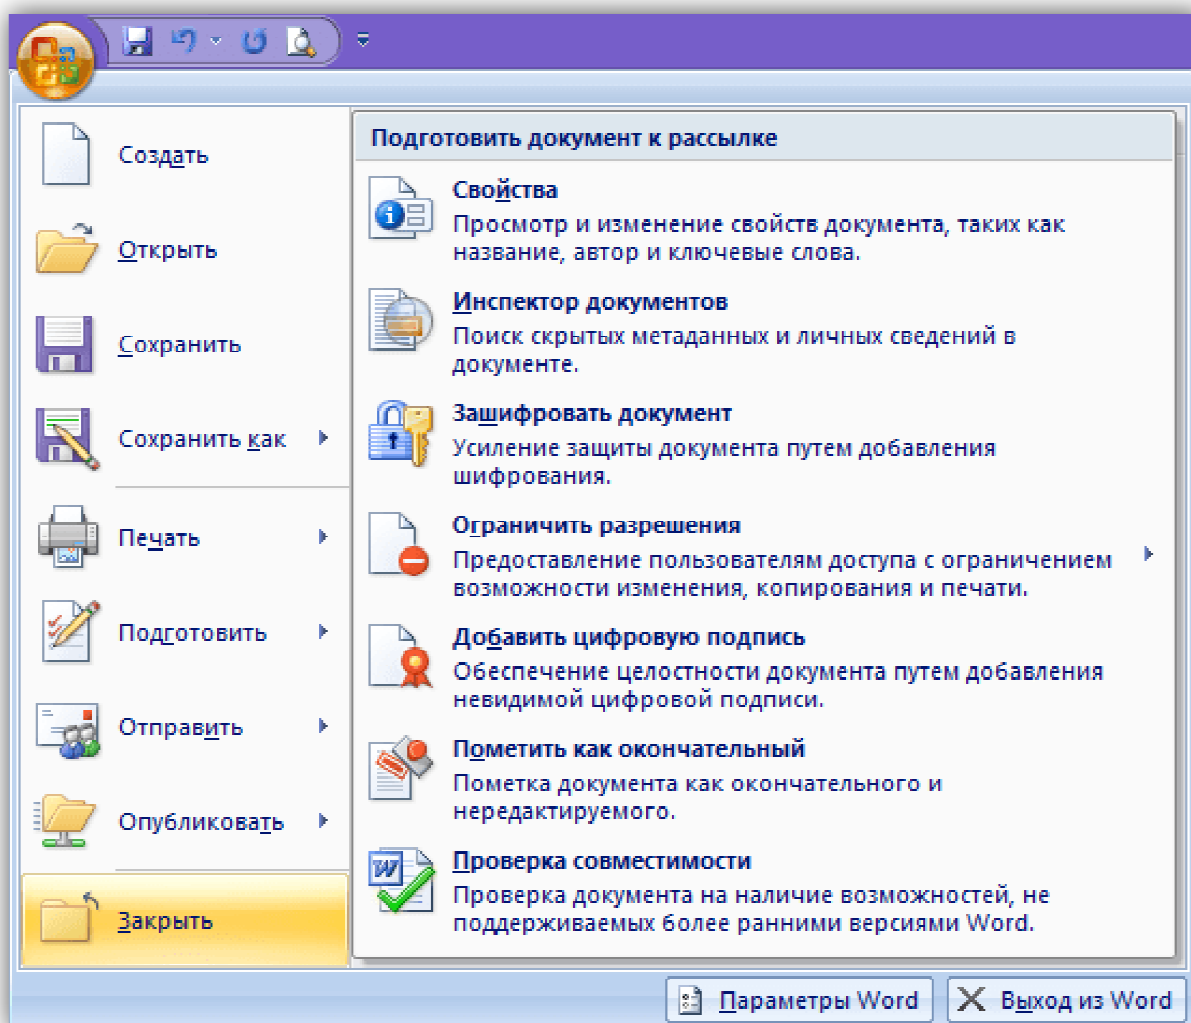 Создать
Открыть
Сохранить
Сохранить как
Печать
Подготовить
Отправить
Опубликовать
Закрыть
Подготовить документ к рассылке
Свойства
Просмотр и изменение свойств документа, таких как
название, автор и ключевые слова.
Инспектор документов
Поиск скрытых метаданных и личных сведений в
документе.
Зашифровать документ
Усиление защиты документа путем добавления
шифрования.
Ограничить разрешения
Предоставление пользователям доступа с ограничением
возможности изменения, копирования и печати.
Добавить цифровую подпись
Обеспечение целостности документа путем добавления
невидимой цифровой подписи.
Пометить как окончательный
Пометка документа как окончательного и
нередактируемого.
Проверка совместимости
Проверка документа на наличие возможностей, не
поддерживаемых более ранними версиями Word.
Параметры Word
Выход из Word